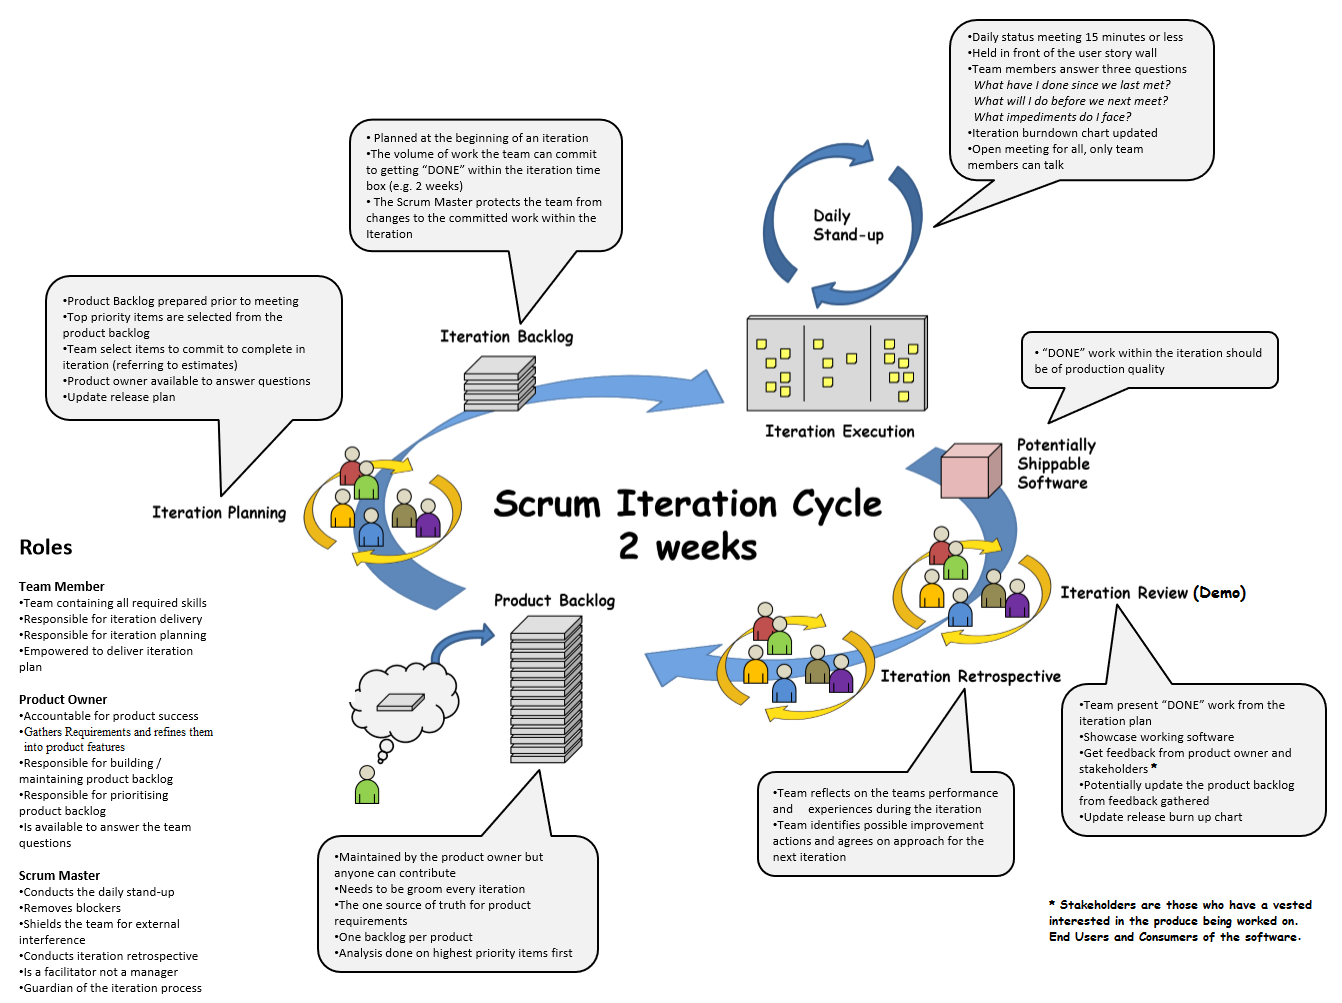 •Daily status meeting 15 minutes or less
•Held in front of the user story wall
•Team members answer three questions
What have I done since we last met?
What will I do before we next meet?
What impediments do I face?
•Iteration burndown chart updated
•Open meeting for all, only team
members can talk
• Planned at the beginning of an iteration
•The volume of work the team can commit
to getting “DONE” within the iteration time
box (e.g. 2 weeks)
• The Scrum Master protects the team from
changes to the committed work within the
Iteration
Daily
Stand-up
•Product Backlog prepared prior to meeting
•Top priority items are selected from the
product backlog
•Team select items to commit to complete in
iteration (referring to estimates)
•Product owner available to answer questions
•Update release plan
Iteration Backlog
• “DONE” work within the iteration should
be of production quality
Iteration Execution
Potentially
Shippable
Software
Iteration Planning
Scrum Iteration Cycle
2 weeks
Roles
Team Member
•Team containing all required skills
•Responsible for iteration delivery
•Responsible for iteration planning
•Empowered to deliver iteration
plan
Product Owner
•Accountable for product success
•Gathers Requirements and refines them
into product features
•Responsible for building /
maintaining product backlog
•Responsible for prioritising
product backlog
•Is available to answer the team
questions
Scrum Master
•Conducts the daily stand-up
•Removes blockers
•Shields the team for external
interference
•Conducts iteration retrospective
•Is a facilitator not a manager
•Guardian of the iteration process
Product Backlog
•Maintained by the product owner but
anyone can contribute
•Needs to be groom every iteration
•The one source of truth for product
requirements
•One backlog per product
•Analysis done on highest priority items first
Iteration Review (Demo)
Iteration Retrospective
•Team present “DONE” work from the
iteration plan
•Showcase working software
•Get feedback from product owner and
stakeholders *
•Potentially update the product backlog
from feedback gathered
•Update release burn up chart
•Team reflects on the teams performance
and experiences during the iteration
•Team identifies possible improvement
actions and agrees on approach for the
next iteration
* Stakeholders are those who have a vested
interested in the produce being worked on.
End Users and Consumers of the software.